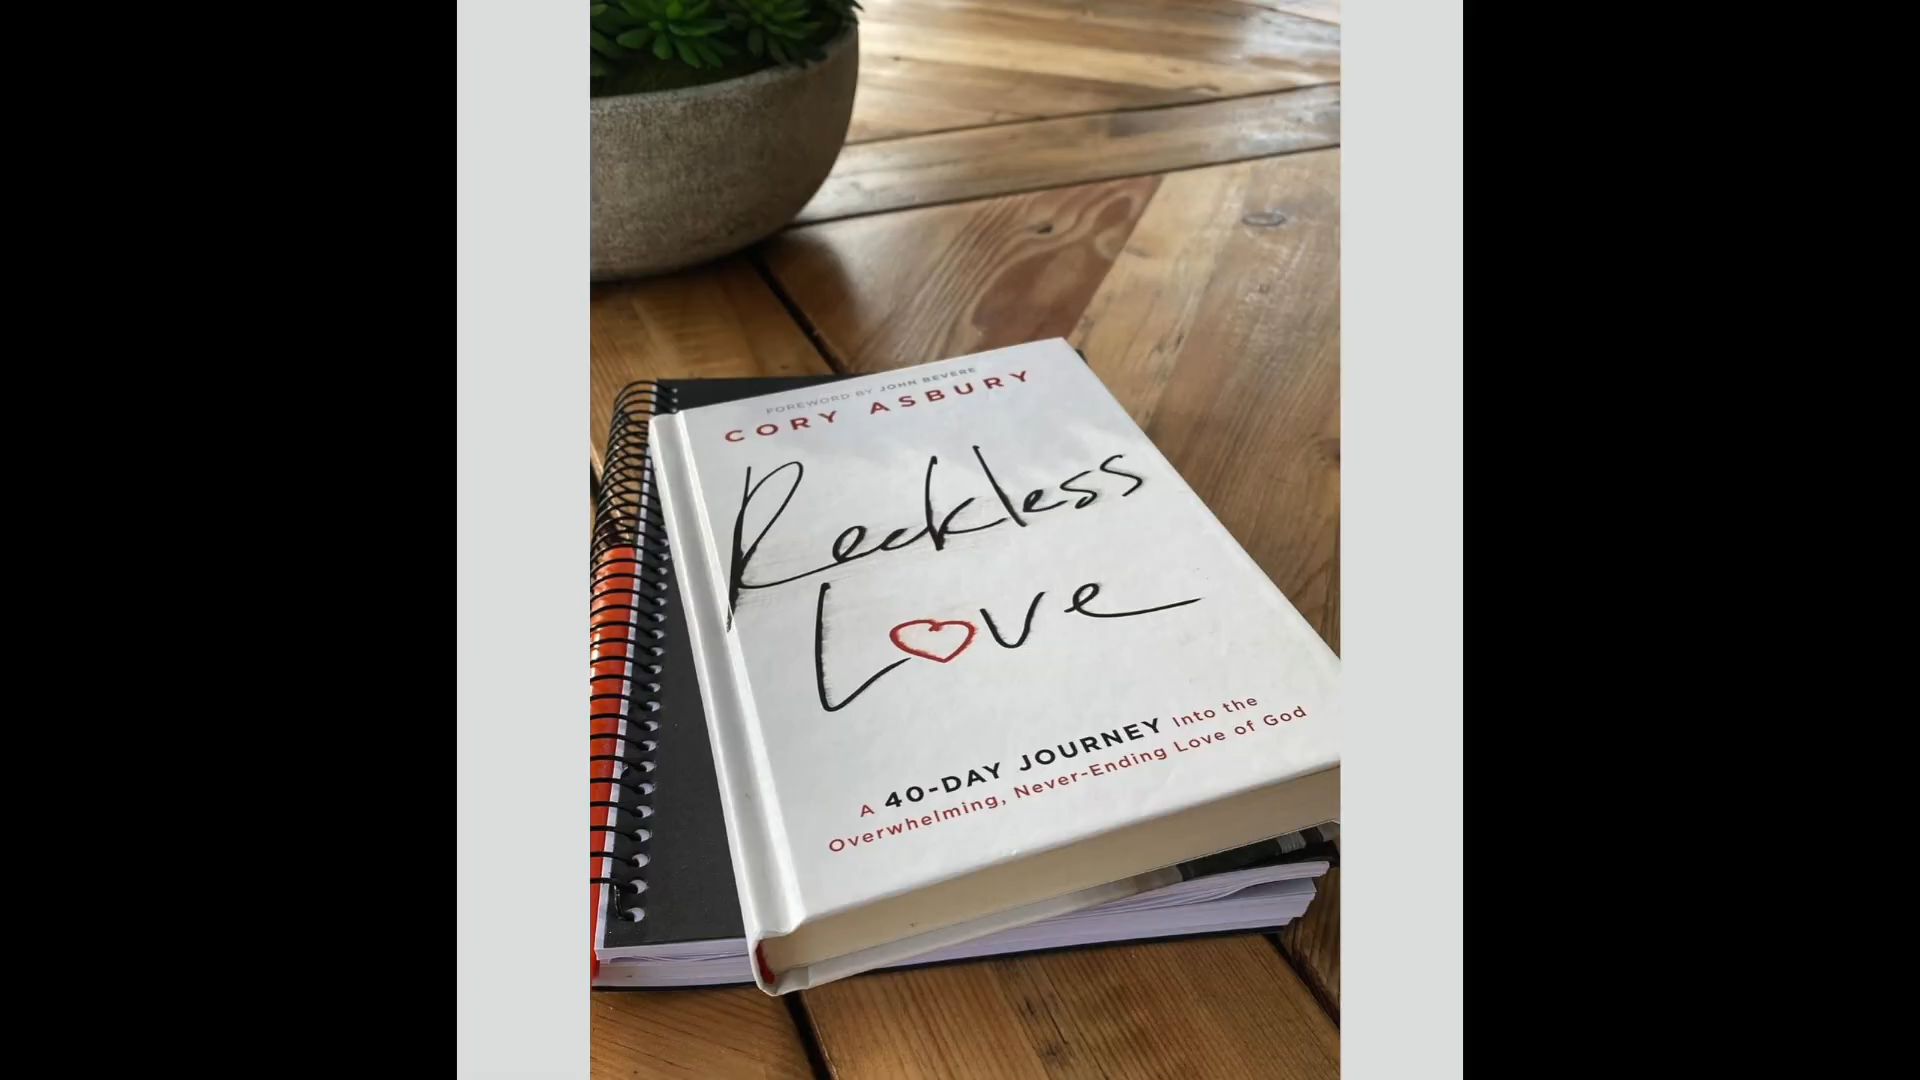 FOREWORD BY JOHN BEVERE
CORY ASBURY
Reckless
Love
A 40-DAY JOURNEY Into the
Overwhelming, Never-Ending Love of God